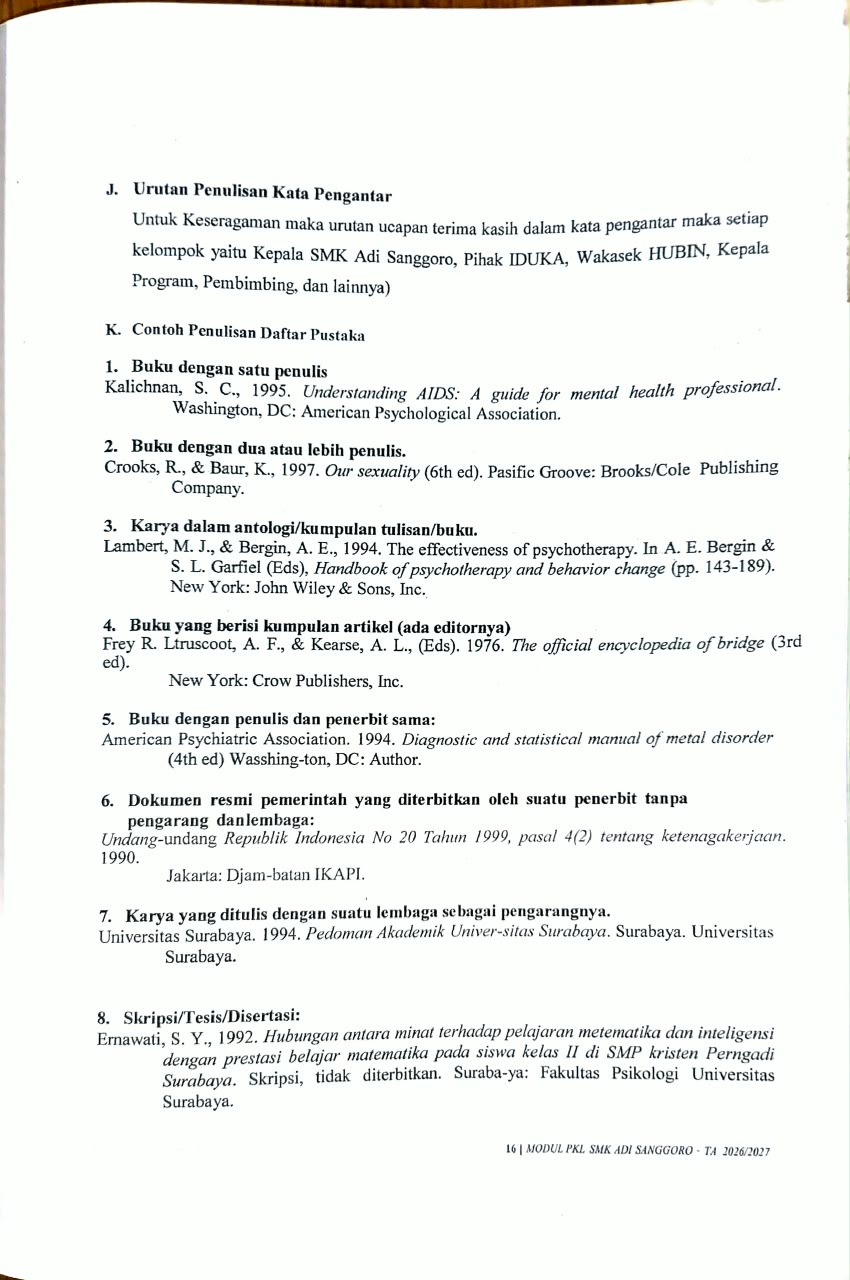 J. Urutan Penulisan Kata Pengantar
Untuk Keseragaman maka urutan ucapan terima kasih dalam kata pengantar maka setiap
kelompok yaitu Kepala SMK Adi Sanggoro, Pihak IDUKA, Wakasek HUBIN, Kepala
Program, Pembimbing, dan lainnya)
K. Contoh Penulisan Daftar Pustaka
1. Buku dengan satu penulis
Kalichnan, S. C., 1995. Understanding AIDS: A guide for mental health professional.
Washington, DC: American Psychological Association.
2. Buku dengan dua atau lebih penulis.
Crooks, R., & Baur, K., 1997. Our sexuality (6th ed). Pasific Groove: Brooks/Cole Publishing
Company.
3. Karya dalam antologi/kumpulan tulisan/buku.
Lambert, M. J., & Bergin, A. E., 1994. The effectiveness of psychotherapy. In A. E. Bergin &
S. L. Garfiel (Eds), Handbook of psychotherapy and behavior change (pp. 143-189).
New York: John Wiley & Sons, Inc.
4. Buku yang berisi kumpulan artikel (ada editornya)
Frey R. Ltruscoot, A. F., & Kearse, A. L., (Eds). 1976. The official encyclopedia of bridge (3rd
ed).
New York: Crow Publishers, Inc.
5. Buku dengan penulis dan penerbit sama:
American Psychiatric Association. 1994. Diagnostic and statistical manual of metal disorder
(4th ed) Wasshing-ton, DC: Author.
6. Dokumen resmi pemerintah yang diterbitkan oleh suatu penerbit tanpa
pengarang danlembaga:
Undang-undang Republik Indonesia No 20 Tahun 1999, pasal 4(2) tentang ketenagakerjaan.
1990.
Jakarta: Djam-batan IKAPI.
7. Karya yang ditulis dengan suatu lembaga sebagai pengarangnya.
Universitas Surabaya. 1994. Pedoman Akademik Univer-sitas Surabaya. Surabaya. Universitas
Surabaya.
8. Skripsi/Tesis/Disertasi:
Ernawati, S. Y., 1992. Hubungan antara minat terhadap pelajaran metematika dan inteligensi
dengan prestasi belajar matematika pada siswa kelas II di SMP kristen Perngadi
Surabaya. Skripsi, tidak diterbitkan. Suraba-ya: Fakultas Psikologi Universitas
Surabaya.
16 | MODUL PKL SMK ADI SANGGORO - TA 2026/2027